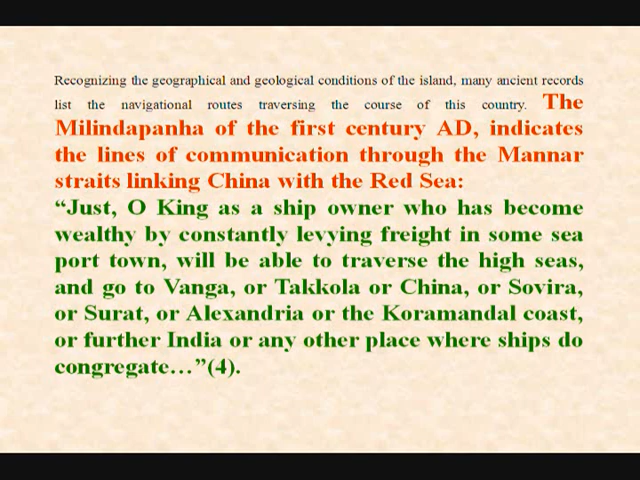 Recognizing the geographical and geological conditions of the island, many ancient records
list the navigational routes traversing the course of this country. The
Milindapanha of the first century AD, indicates
the lines of communication through the Mannar
straits linking China with the Red Sea:
“Just, O King as a ship owner who has become
wealthy by constantly levying freight in some sea
port town, will be able to traverse the high seas,
and go to Vanga, or Takkola or China, or Sovira,
or Surat, or Alexandria or the Koramandal coast,
or further India or any other place where ships do
congregate…”(4).